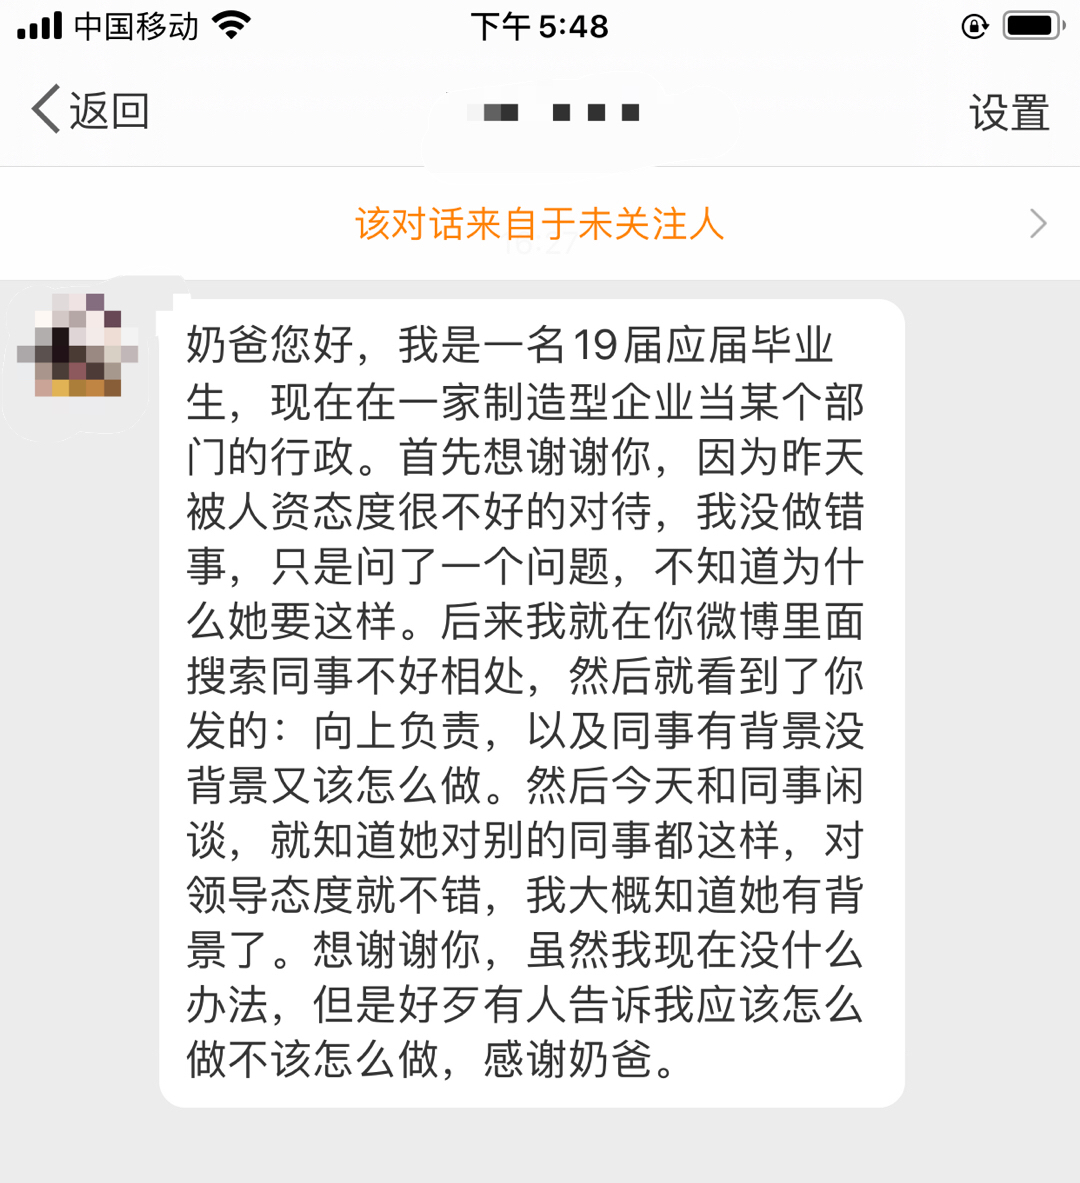 中国移动 下午 5:48
返回 设置
该对话来自于未关注人
16:27
奶爸您好，我是一名19届应届毕业
生，现在在一家制造型企业当某个部
门的行政。首先想谢谢你，因为昨天
被人资态度很不好的对待，我没做错
事，只是问了一个问题，不知道为什
么她要这样。后来我就在你微博里面
搜索同事不好相处，然后就看到了你
发的：向上负责，以及同事有背景没
背景又该怎么做。然后今天和同事闲
谈，就知道她对别的同事都这样，对
领导态度就不错，我大概知道她有背
景了。想谢谢你，虽然我现在没什么
办法，但是好歹有人告诉我应该怎么
做不该怎么做，感谢奶爸。